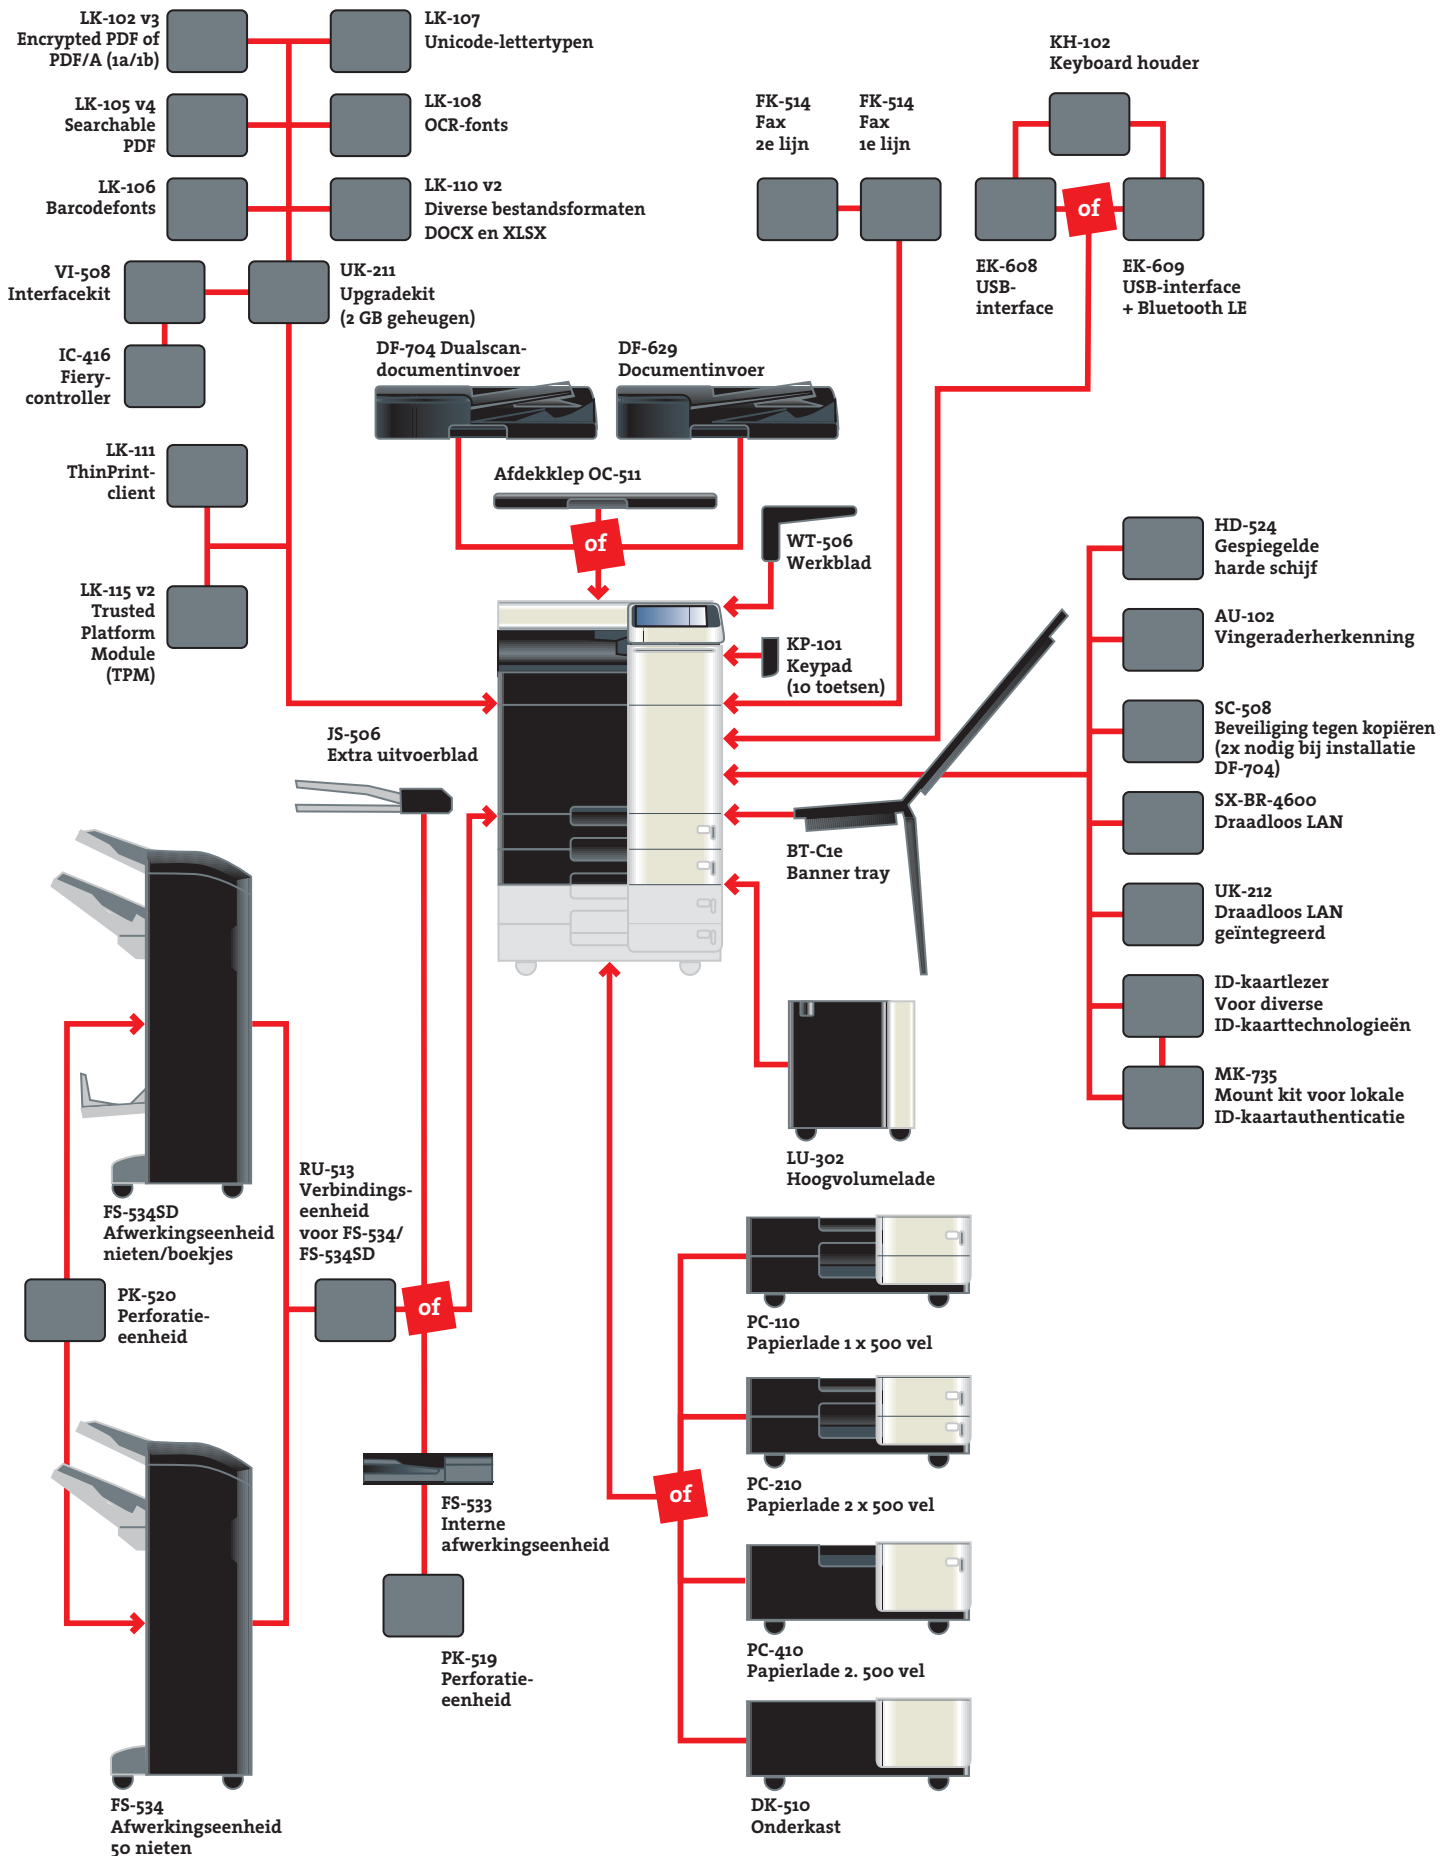 LK-102 v3
Encrypted PDF of
PDF/A (1a/1b)
LK-107
Unicode-lettertypen
LK-105 v4
Searchable
PDF
LK-108
OCR-fonts
LK-106
Barcodefonts
LK-110 v2
Diverse bestandsformaten
DOCX en XLSX
VI-508
Interfacekit
UK-211
Upgradekit
(2 GB geheugen)
IC-416
Fiery-
controller
FK-514
Fax
2e lijn
FK-514
Fax
1e lijn
KH-102
Keyboard houder
of
EK-608
USB-
interface
EK-609
USB-interface
+ Bluetooth LE
DF-704 Dualscan-
documentinvoer
DF-629
Documentinvoer
LK-111
ThinPrint-
client
Afdekklep OC-511
of
WT-506
Werkblad
LK-115 v2
Trusted
Platform
Module
(TPM)
KP-101
Keypad
(10 toetsen)
HD-524
Gespiegelde
harde schijf
AU-102
Vingeraderherkenning
SC-508
Beveiliging tegen kopiëren
(2x nodig bij installatie
DF-704)
SX-BR-4600
Draadloos LAN
UK-212
Draadloos LAN
geïntegreerd
ID-kaartlezer
Voor diverse
ID-kaarttechnologieën
MK-735
Mount kit voor lokale
ID-kaartauthenticatie
JS-506
Extra uitvoerblad
BT-C1e
Banner tray
LU-302
Hoogvolumelade
FS-534SD
Afwerkingseenheid
nieten/boekjes
RU-513
Verbindings-
eenheid
voor FS-534/
FS-534SD
PK-520
Perforatie-
eenheid
of
PC-110
Papierlade 1 x 500 vel
PC-210
Papierlade 2 x 500 vel
of
FS-533
Interne
afwerkingseenheid
PC-410
Papierlade 2. 500 vel
PK-519
Perforatie-
eenheid
DK-510
Onderkast
FS-534
Afwerkingseenheid
50 nieten